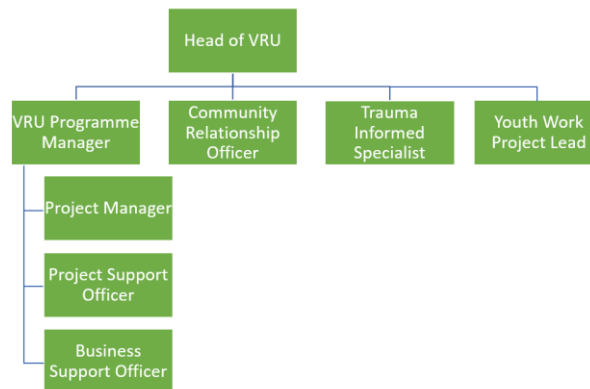 Head of VRU
VRU Programme
Manager
Community
Relationship
Officer
Trauma
Informed
Specialist
Youth Work
Project Lead
Project Manager
Project Support
Officer
Business
Support Officer